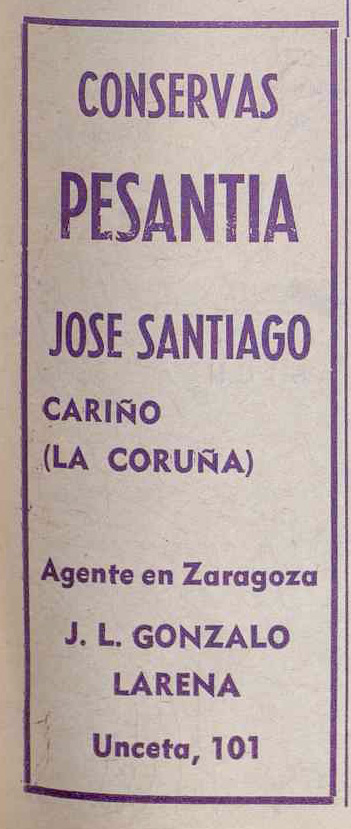 CONSERVAS
PESANTIA
JOSE SANTIAGO
CARIÑO
(LA CORUÑA)
Agente en Zaragoza
J. L. GONZALO
LARENA
Unceta, 101